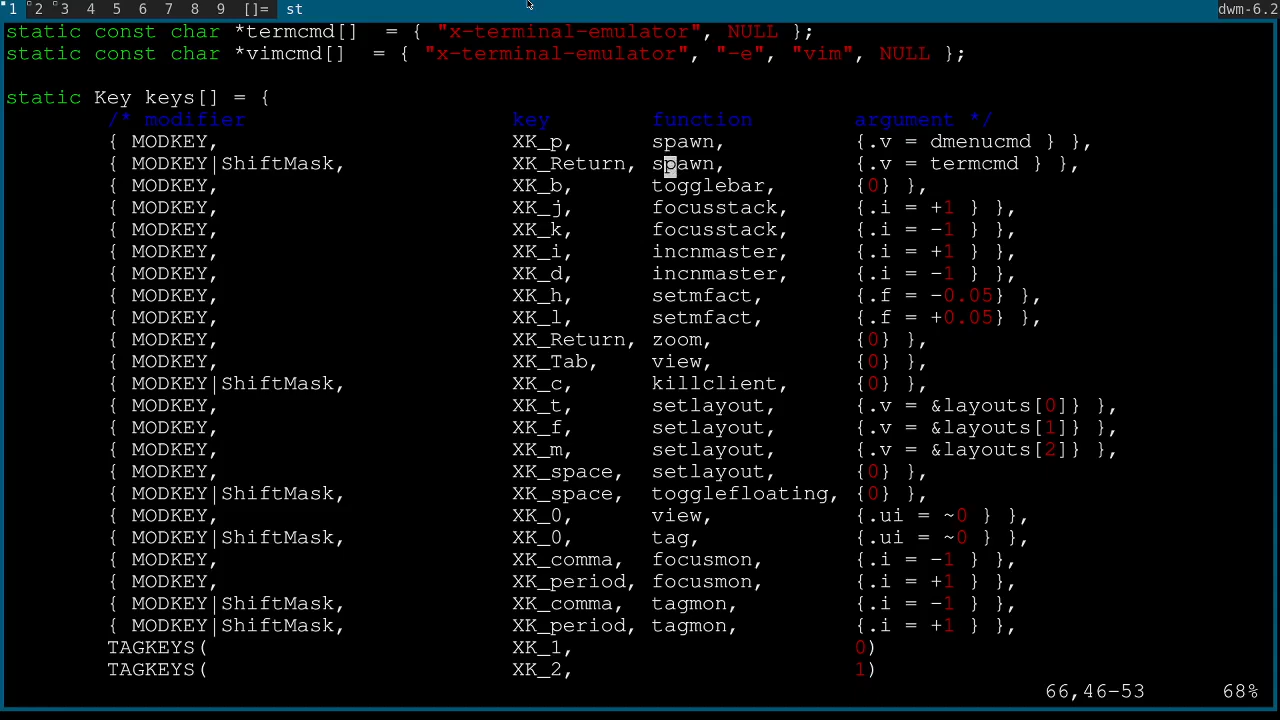 1 2 3 4 5 6 7 8 9 []= st dwm-6.2
static const char *termcmd[]  = { "x-terminal-emulator", NULL };
static const char *vimcmd[]  = { "x-terminal-emulator", "-e", "vim", NULL };
static Key keys[] = {
/* modifier key function argument */
{ MODKEY, XK_p, spawn, {.v = dmenucmd } },
{ MODKEY|ShiftMask, XK_Return, spawn, {.v = termcmd } },
{ MODKEY, XK_b, togglebar, {0} },
{ MODKEY, XK_j, focusstack, {.i = +1 } },
{ MODKEY, XK_k, focusstack, {.i = -1 } },
{ MODKEY, XK_i, incnmaster, {.i = +1 } },
{ MODKEY, XK_d, incnmaster, {.i = -1 } },
{ MODKEY, XK_h, setmfact, {.f = -0.05} },
{ MODKEY, XK_l, setmfact, {.f = +0.05} },
{ MODKEY, XK_Return, zoom, {0} },
{ MODKEY, XK_Tab, view, {0} },
{ MODKEY|ShiftMask, XK_c, killclient, {0} },
{ MODKEY, XK_t, setlayout, {.v = &layouts[0]} },
{ MODKEY, XK_f, setlayout, {.v = &layouts[1]} },
{ MODKEY, XK_m, setlayout, {.v = &layouts[2]} },
{ MODKEY, XK_space, setlayout, {0} },
{ MODKEY|ShiftMask, XK_space, togglefloating, {0} },
{ MODKEY, XK_0, view, {.ui = ~0 } },
{ MODKEY|ShiftMask, XK_0, tag, {.ui = ~0 } },
{ MODKEY, XK_comma, focusmon, {.i = -1 } },
{ MODKEY, XK_period, focusmon, {.i = +1 } },
{ MODKEY|ShiftMask, XK_comma, tagmon, {.i = -1 } },
{ MODKEY|ShiftMask, XK_period, tagmon, {.i = +1 } },
TAGKEYS( XK_1, 0)
TAGKEYS( XK_2, 1)
66,46-53 68%